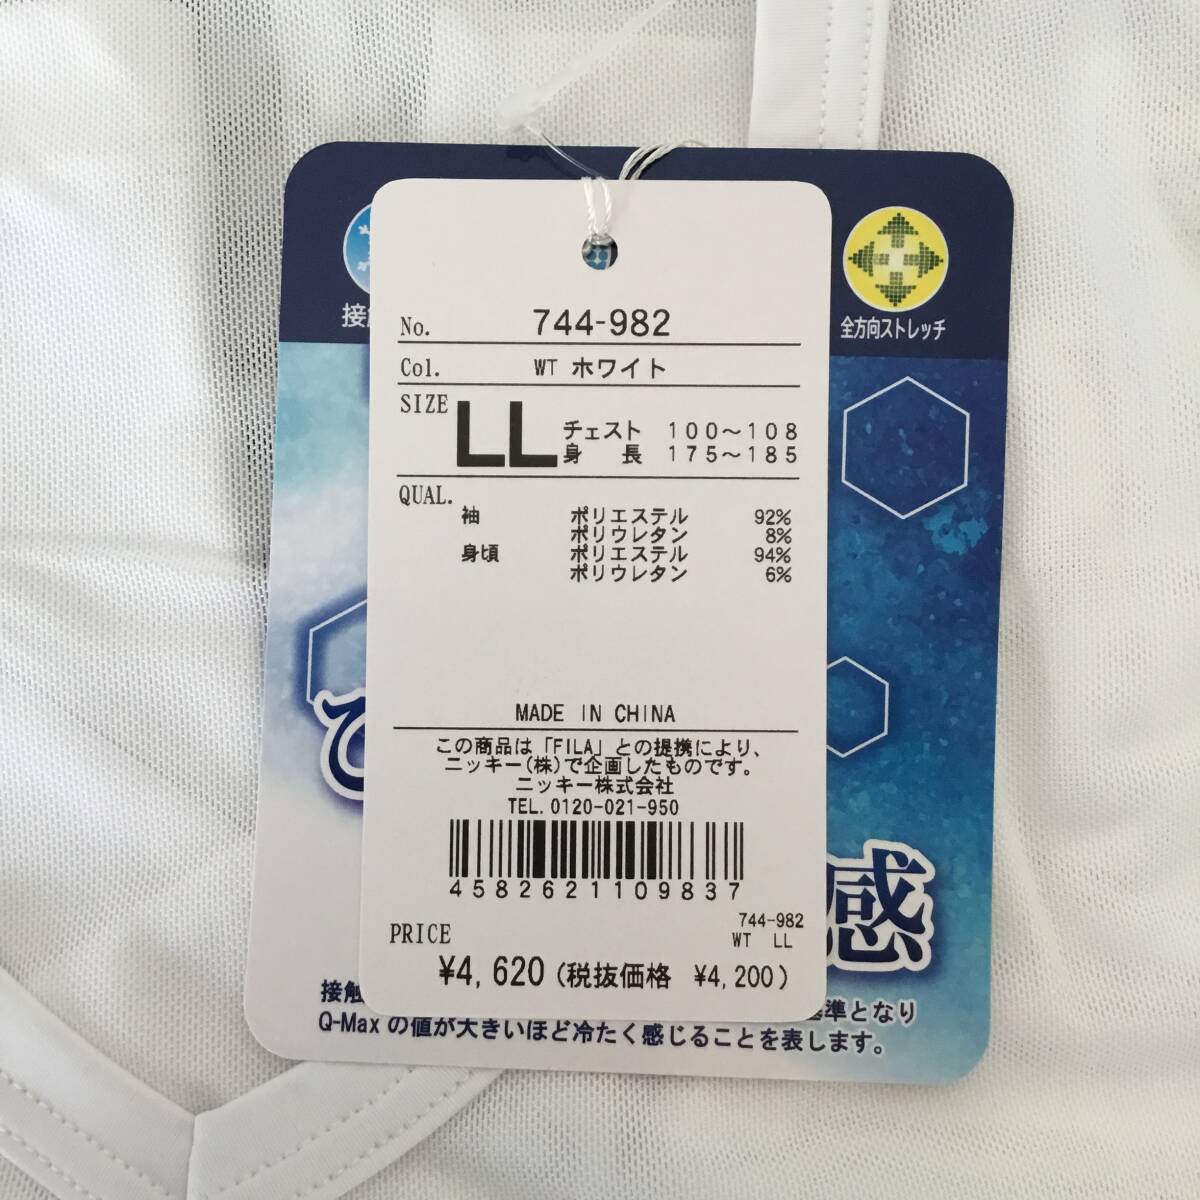 全方向ストレッチ
No. 744-982
Col. WT ホワイト
SIZE LL チェスト 100～108
身 長 175～185
QUAL.
袖 ポリエステル 92%
ポリウレタン 8%
身頃 ポリエステル 94%
ポリウレタン 6%
MADE IN CHINA
この商品は「FILA」との提携により、
ニッキー(株)で企画したものです。
ニッキー株式会社
TEL.0120-021-950
4582621109837
744-982
PRICE WT LL
¥4,620 (税抜価格 ¥4,200)
ひ
感
接触 準となり
Q-Maxの値が大きいほど冷たく感じることを表します。